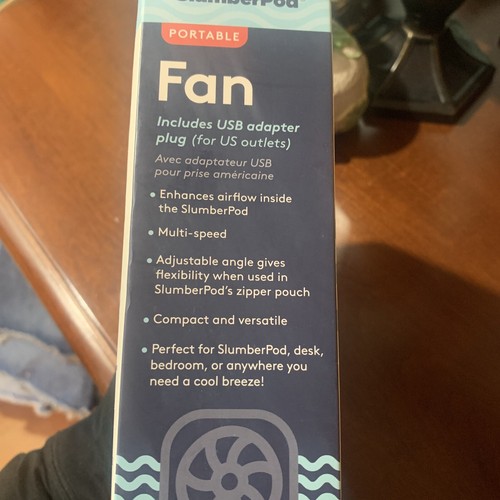 SlumberPod
PORTABLE
Fan
Includes USB adapter
plug (for US outlets)
Avec adaptateur USB
pour prise américaine
• Enhances airflow inside
the SlumberPod
• Multi-speed
• Adjustable angle gives
flexibility when used in
SlumberPod's zipper pouch
• Compact and versatile
• Perfect for SlumberPod, desk,
bedroom, or anywhere you
need a cool breeze!